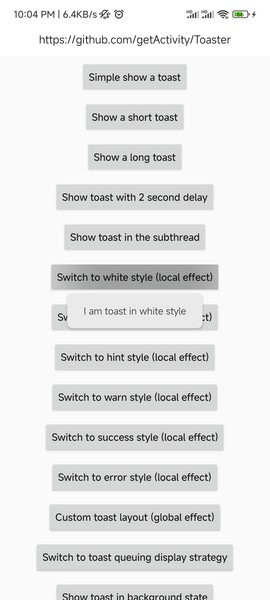 10:04 PM | 6.4KB/s
https://github.com/getActivity/Toaster
Simple show a toast
Show a short toast
Show a long toast
Show toast with 2 second delay
Show toast in the subthread
Switch to white style (local effect)
I am toast in white style
Switch to hint style (local effect)
Switch to warn style (local effect)
Switch to success style (local effect)
Switch to error style (local effect)
Custom toast layout (global effect)
Switch to toast queuing display strategy
Show toast in background state